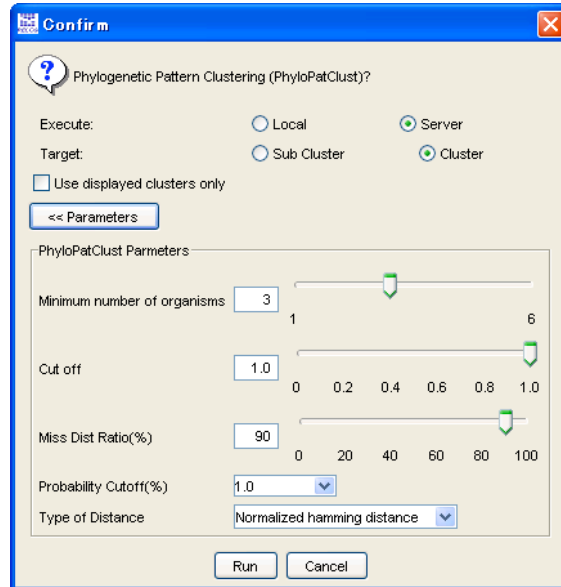 Confirm
Phylogenetic Pattern Clustering (PhyloPatClust)?
Execute: Local Server
Target: Sub Cluster Cluster
Use displayed clusters only
<< Parameters
PhyloPatClust Parmeters
Minimum number of organisms 3
1 6
Cut off 1.0
0 0.2 0.4 0.6 0.8 1.0
Miss Dist Ratio(%) 90
0 20 40 60 80 100
Probability Cutoff(%) 1.0
Type of Distance Normalized hamming distance
Run Cancel